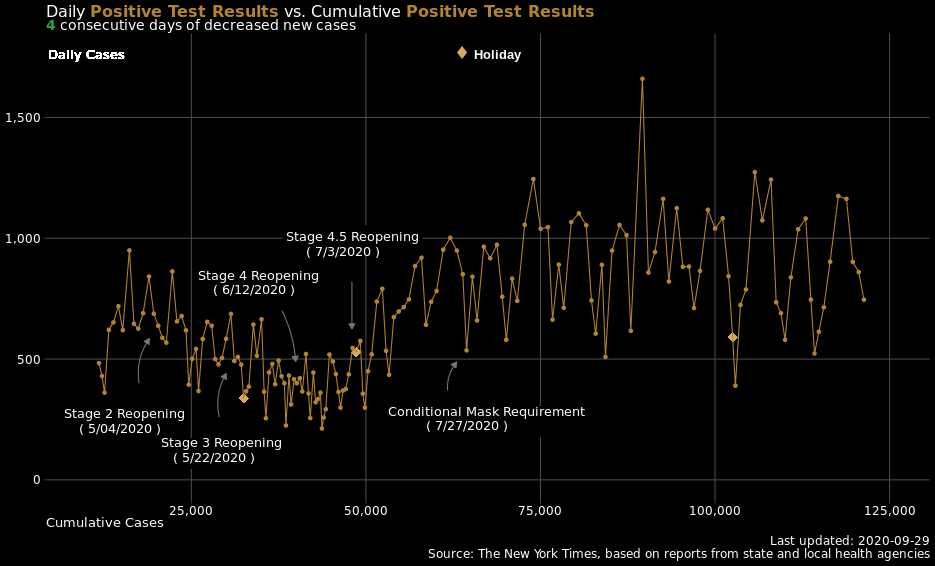 Daily Positive Test Results vs. Cumulative Positive Test Results
4 consecutive days of decreased new cases
Daily Cases
Holiday
1,500
1,000
500
0
Stage 4.5 Reopening
( 7/3/2020 )
Stage 4 Reopening
( 6/12/2020 )
Stage 2 Reopening
( 5/04/2020 )
Stage 3 Reopening
( 5/22/2020 )
Conditional Mask Requirement
( 7/27/2020 )
25,000
50,000
75,000
100,000
125,000
Cumulative Cases
Last updated: 2020-09-29
Source: The New York Times, based on reports from state and local health agencies